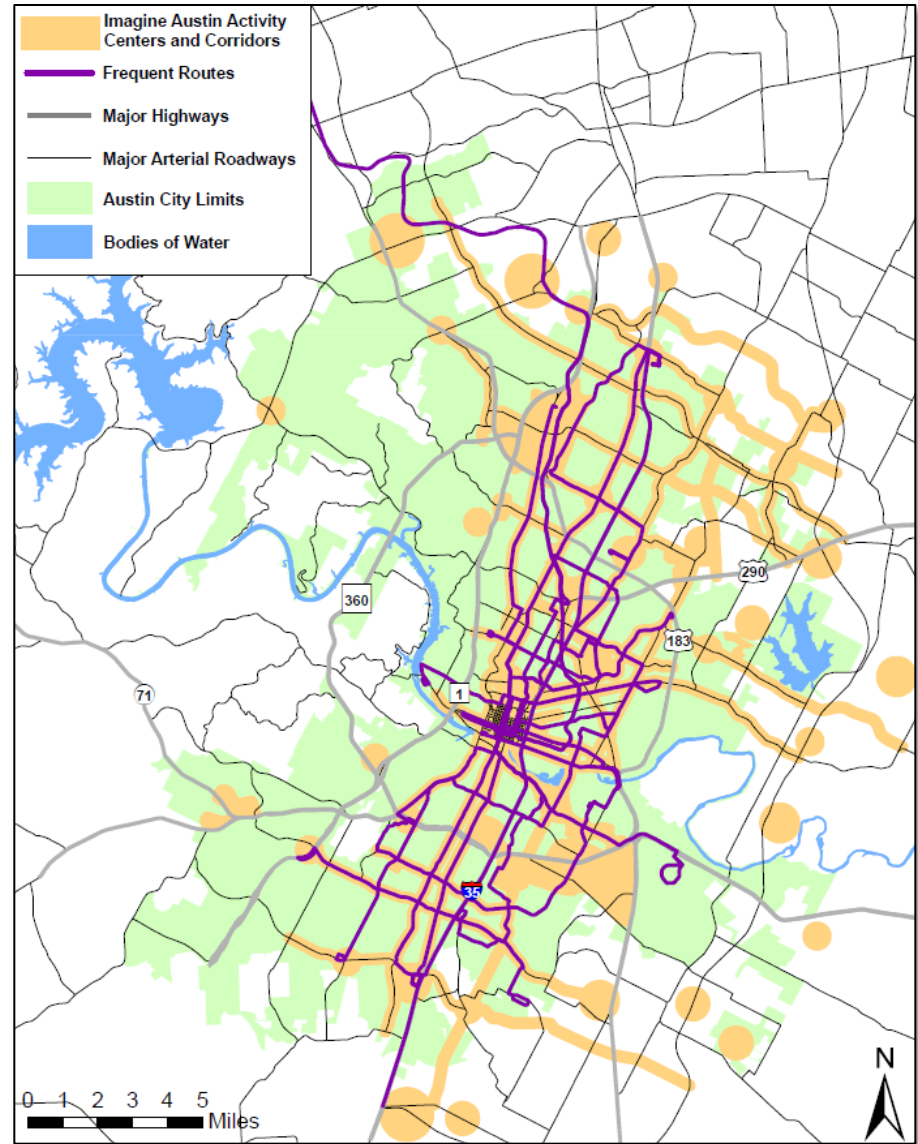 Imagine Austin Activity
Centers and Corridors
Frequent Routes
Major Highways
Major Arterial Roadways
Austin City Limits
Bodies of Water
290
360
183
71
1
35
N
0 1 2 3 4 5
Miles